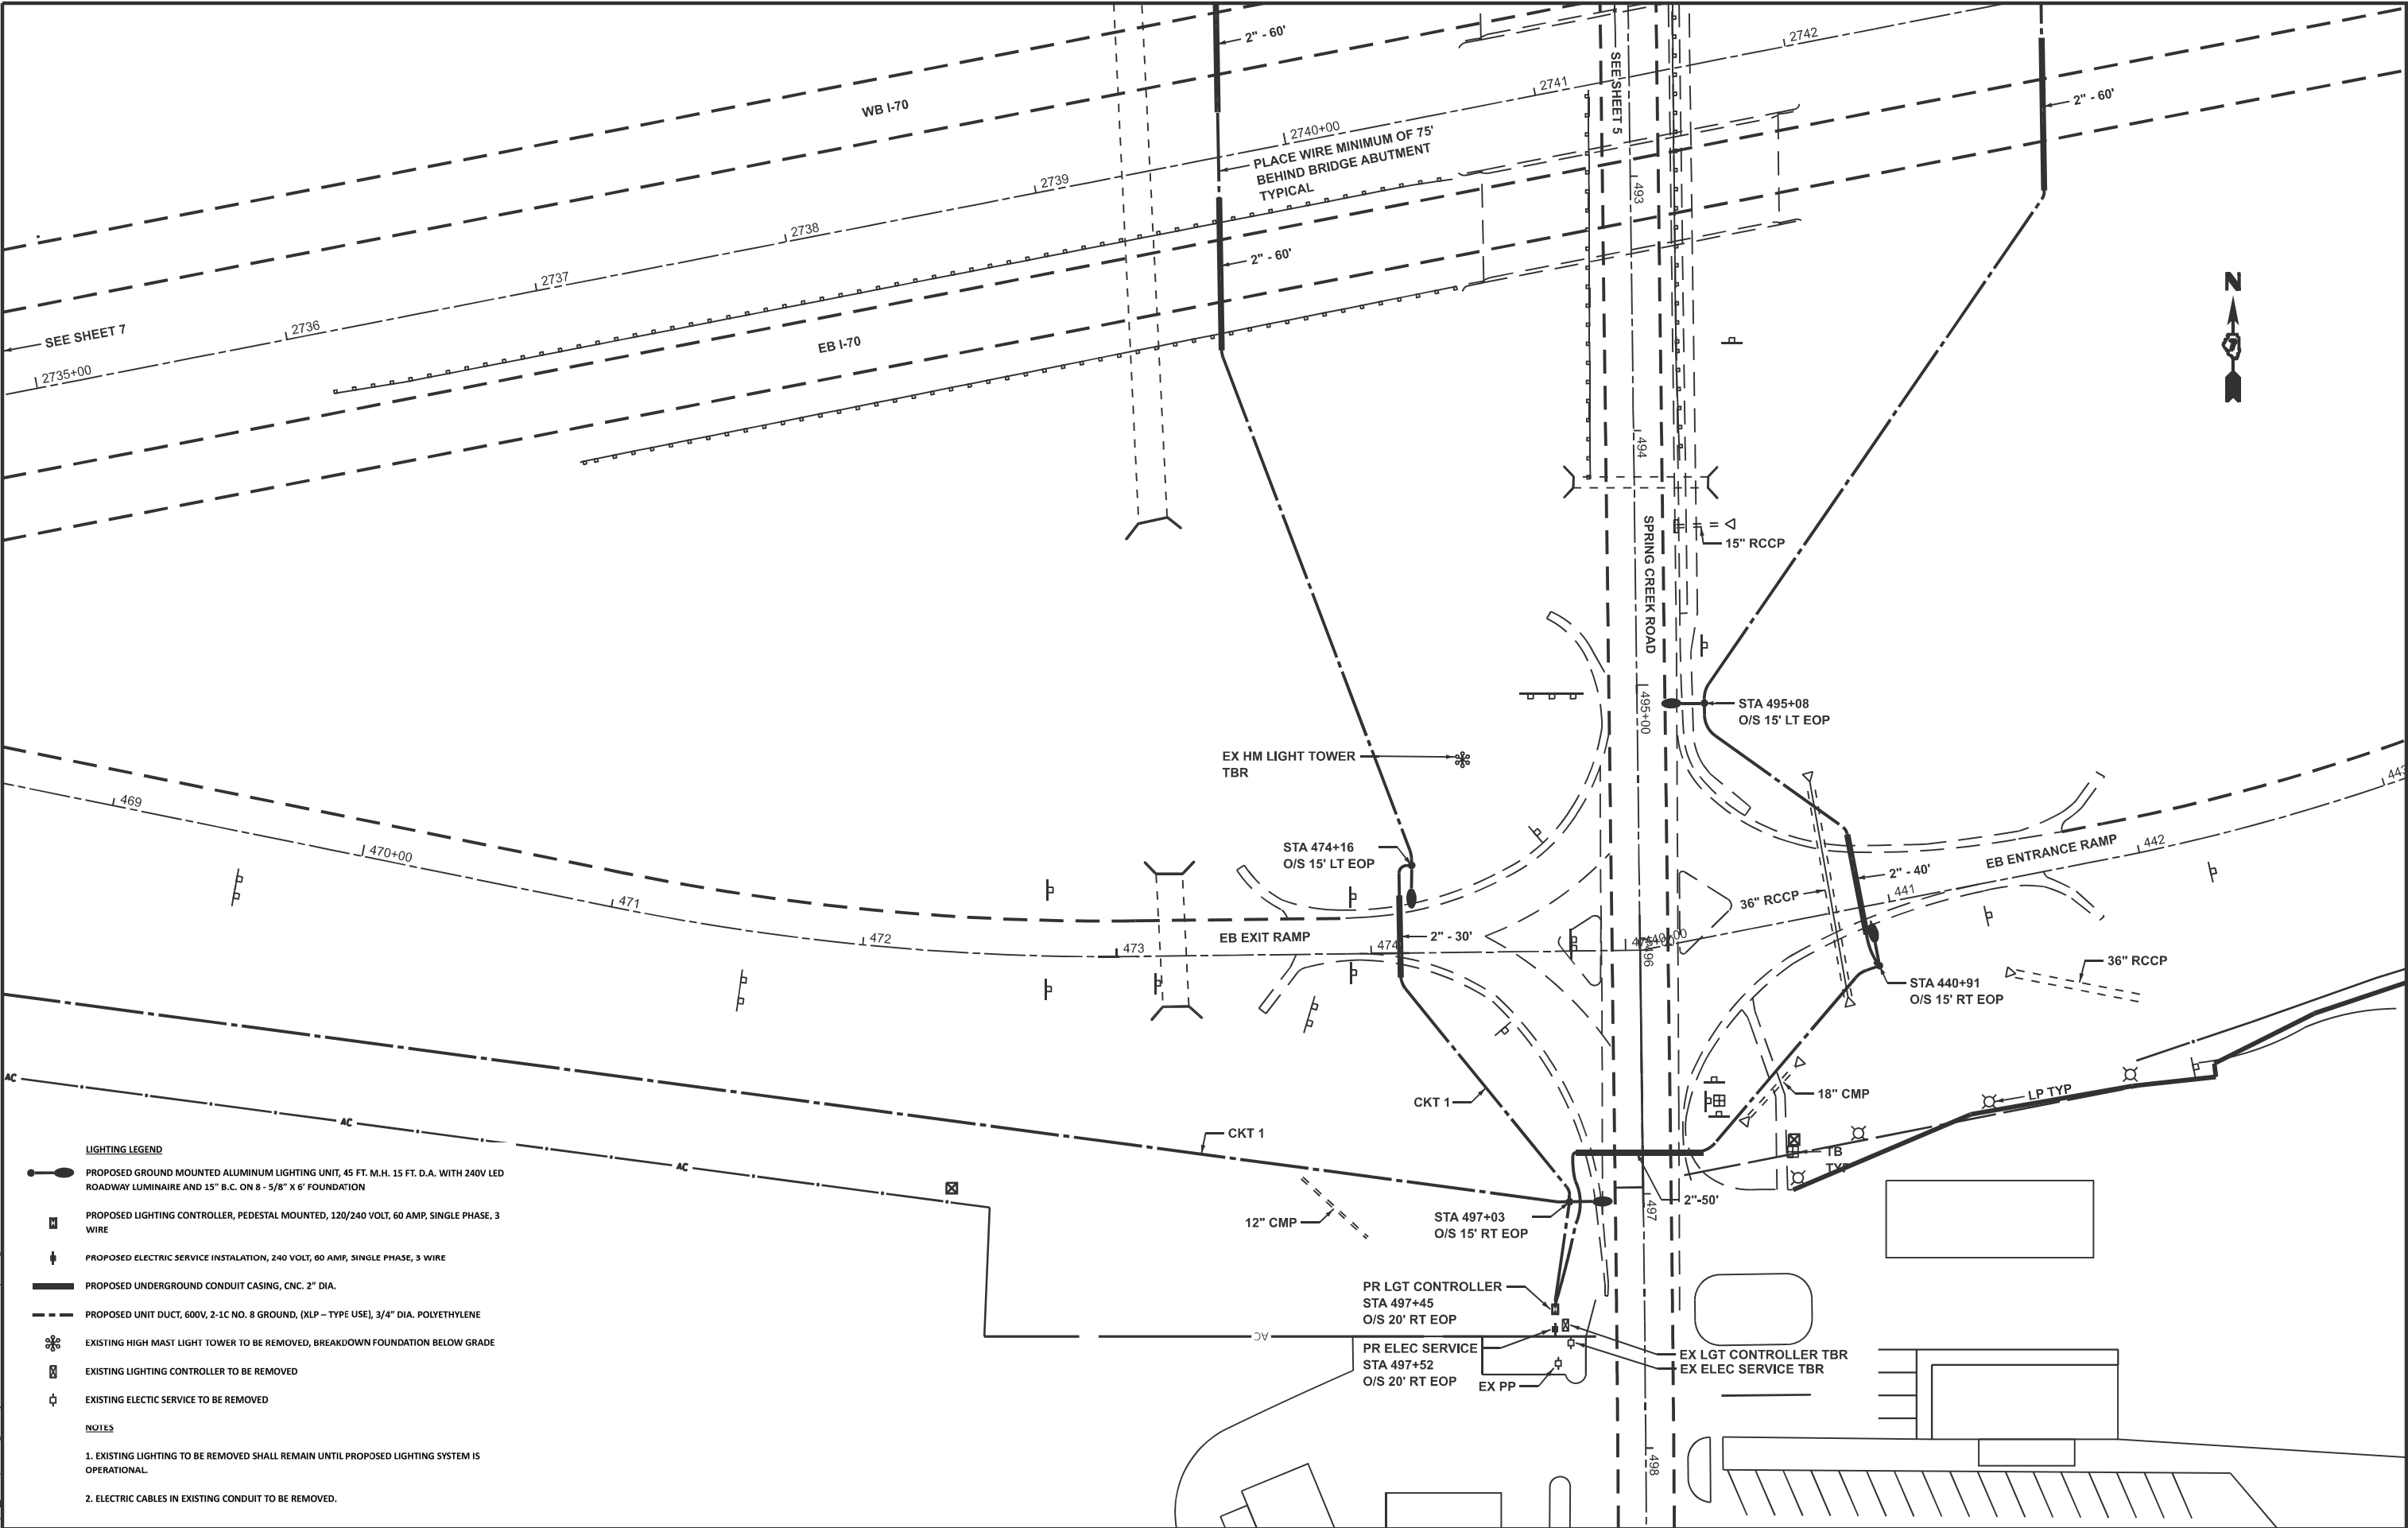 2" - 60'
2742
WB I-70
SEE SHEET 5
2741
2" - 60'
2740+00
PLACE WIRE MINIMUM OF 75'
BEHIND BRIDGE ABUTMENT
TYPICAL
2739
493
2738
2" - 60'
2737
N
SEE SHEET 7
2736
EB I-70
2735+00
494
15" RCCP
SPRING CREEK ROAD
495+00
STA 495+08
O/S 15' LT EOP
EX HM LIGHT TOWER
TBR
443
469
470+00
STA 474+16
O/S 15' LT EOP
EB ENTRANCE RAMP
442
2" - 40'
441
36" RCCP
471
472
473
EB EXIT RAMP
474
2" - 30'
475+00
496
36" RCCP
STA 440+91
O/S 15' RT EOP
AC
AC
AC
CKT 1
CKT 1
18" CMP
LP TYP
TB
TYP
12" CMP
STA 497+03
O/S 15' RT EOP
497
2"-50'
PR LGT CONTROLLER
STA 497+45
O/S 20' RT EOP
AC
PR ELEC SERVICE
STA 497+52
O/S 20' RT EOP
EX PP
EX LGT CONTROLLER TBR
EX ELEC SERVICE TBR
498
LIGHTING LEGEND
PROPOSED GROUND MOUNTED ALUMINUM LIGHTING UNIT, 45 FT. M.H. 15 FT. D.A. WITH 240V LED
ROADWAY LUMINAIRE AND 15" B.C. ON 8 - 5/8" X 6' FOUNDATION
PROPOSED LIGHTING CONTROLLER, PEDESTAL MOUNTED, 120/240 VOLT, 60 AMP, SINGLE PHASE, 3
WIRE
PROPOSED ELECTRIC SERVICE INSTALATION, 240 VOLT, 60 AMP, SINGLE PHASE, 3 WIRE
PROPOSED UNDERGROUND CONDUIT CASING, CNC. 2" DIA.
PROPOSED UNIT DUCT, 600V, 2-1C NO. 8 GROUND, (XLP – TYPE USE), 3/4" DIA. POLYETHYLENE
EXISTING HIGH MAST LIGHT TOWER TO BE REMOVED, BREAKDOWN FOUNDATION BELOW GRADE
EXISTING LIGHTING CONTROLLER TO BE REMOVED
EXISTING ELECTIC SERVICE TO BE REMOVED
NOTES
1. EXISTING LIGHTING TO BE REMOVED SHALL REMAIN UNTIL PROPOSED LIGHTING SYSTEM IS
OPERATIONAL.
2. ELECTRIC CABLES IN EXISTING CONDUIT TO BE REMOVED.